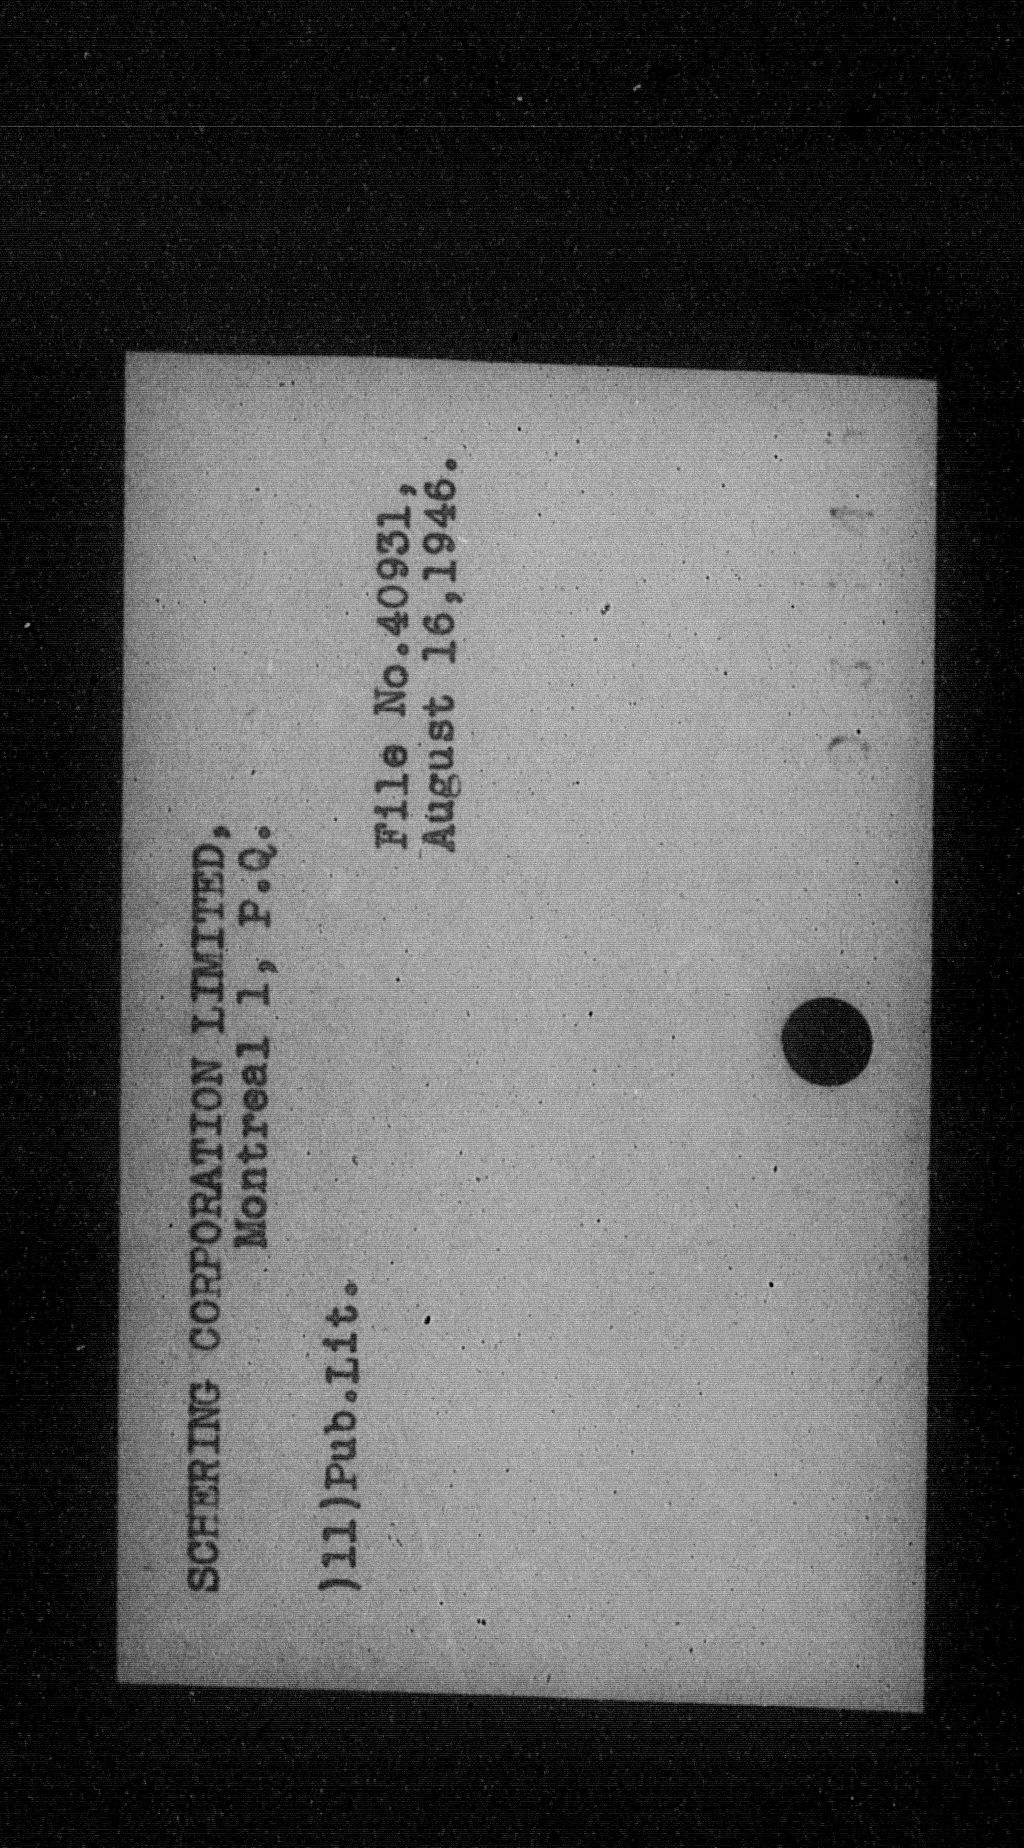 SCHERING CORPORATION LIMITED,
Montreal 1, P.Q.
)11)Pub.Lit.
File No.40931,
August 16,1946.